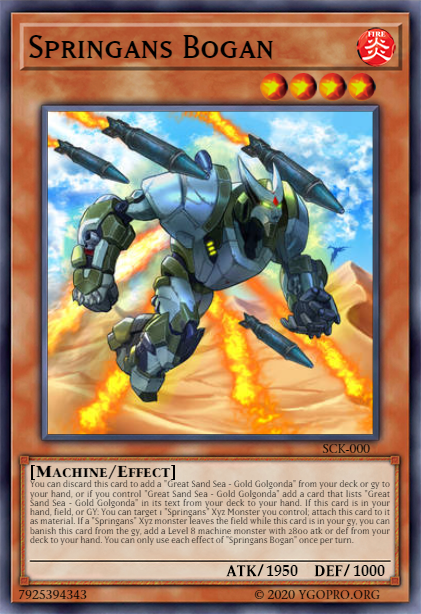 SPRINGANS BOGAN
FIRE
炎
SCK-000
[MACHINE/EFFECT]
You can discard this card to add a "Great Sand Sea - Gold Golgonda" from your deck or gy to
your hand, or if you control "Great Sand Sea - Gold Golgonda" add a card that lists "Great
Sand Sea - Gold Golgonda" in its text from your deck to your hand. If this card is in your
hand, field, or GY: You can target 1 "Springans" Xyz Monster you control; attach this card to it
as material. If a "Springans" Xyz monster leaves the field while this card is in your gy, you can
banish this card from the gy, add a Level 8 machine monster with 2800 atk or def from your
deck to your hand. You can only use each effect of "Springans Bogan" once per turn.
ATK/1950 DEF/1000
7925394343
© 2020 YGOPRO.ORG